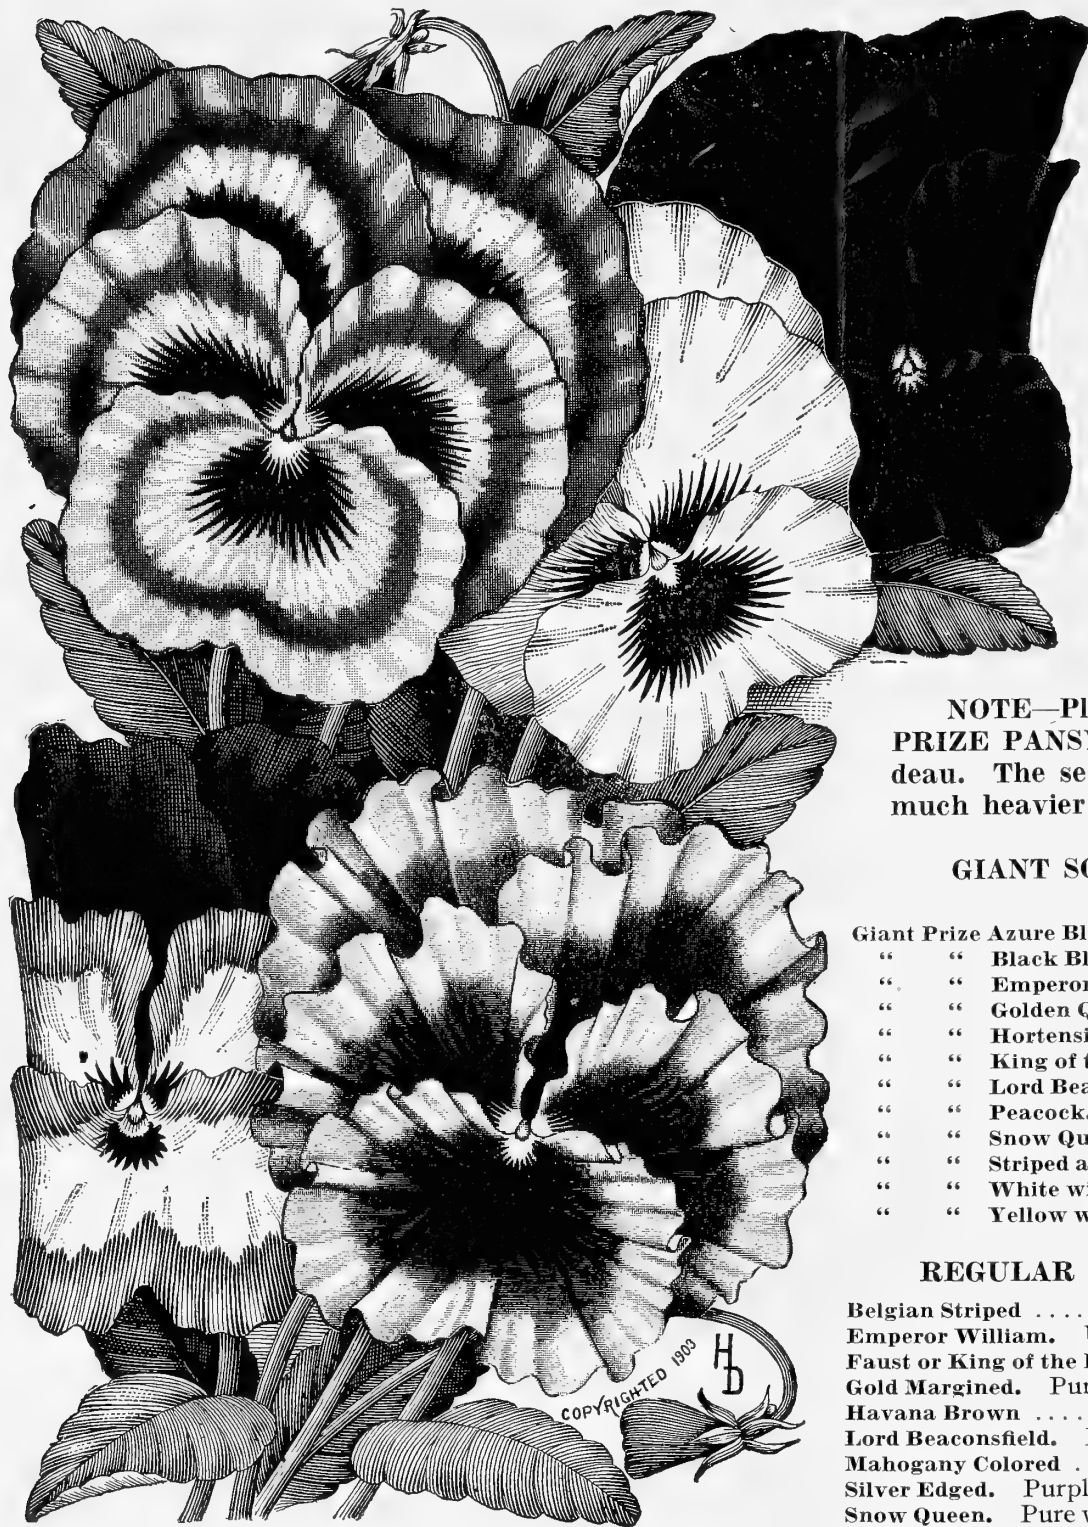 NOTE—Pl
PRIZE PANSY
deau. The se
much heavier
GIANT SO
Giant Prize Azure Bl
“ “ Black Bl
“ “ Emperor
“ “ Golden Q
“ “ Hortensi
“ “ King of t
“ “ Lord Bea
“ “ Peacock.
“ “ Snow Qu
“ “ Striped a
“ “ White wi
“ “ Yellow w
REGULAR
Belgian Striped ....
Emperor William.
Faust or King of the
Gold Margined. Pur
Havana Brown ....
Lord Beaconsfield.
Mahogany Colored .
Silver Edged. Purpl
Snow Queen. Pure
COPYRIGHTED 1903
HD